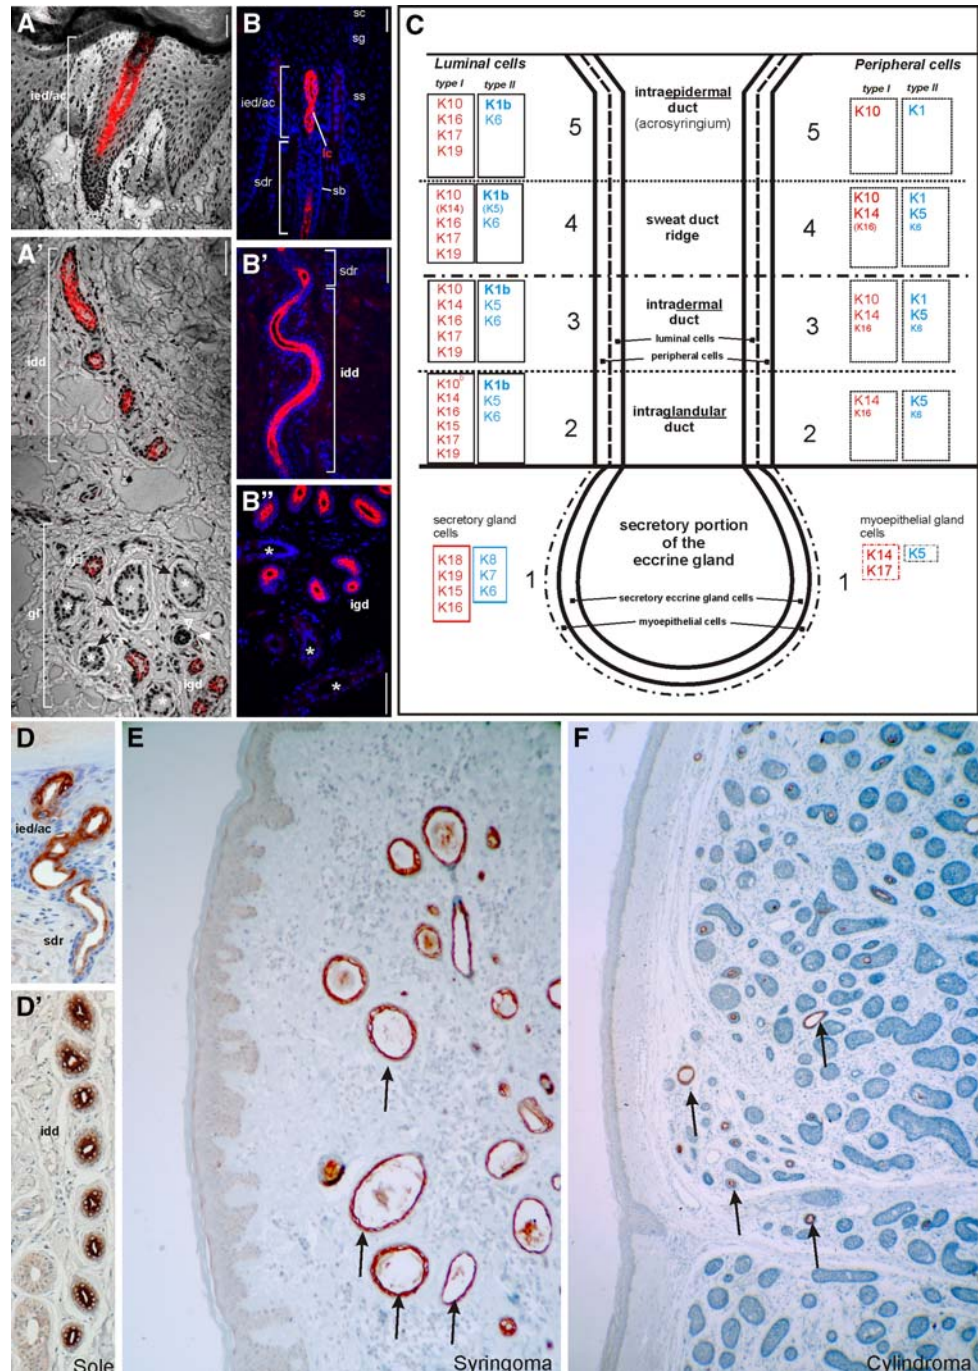 A
ied/ac
B
sc
sg
ied/ac
ss
lc
sdr
sb
A'
idd
gl
igd
B'
sdr
idd
B''
*
*
igd
*
C
Luminal cells
type I type II
Peripheral cells
type I type II
K10
K16
K17
K19
K1b
K6
5
intraepidermal
duct
(acrosyringium)
5
K10
K1
K10
(K14)
K16
K17
K19
K1b
(K5)
K6
4
sweat duct
ridge
4
K10
K14
(K16)
K1
K5
K6
K10
K14
K16
K17
K19
K1b
K5
K6
3
intradermal
duct
luminal cells
peripheral cells
3
K10
K14
K16
K1
K5
K6
K10
K14
K16
K15
K17
K19
K1b
K5
K6
2
intraglandular
duct
2
K14
K16
K5
K6
secretory gland
cells
K18
K19
K15
K16
K8
K7
K6
1
secretory portion
of the
eccrine gland
secretory eccrine gland cells
myoepithelial cells
1
myoepithelial gland
cells
K14
K17
K5
D
ied/ac
sdr
D'
idd
Sole
E
Syringoma
F
Cylindroma